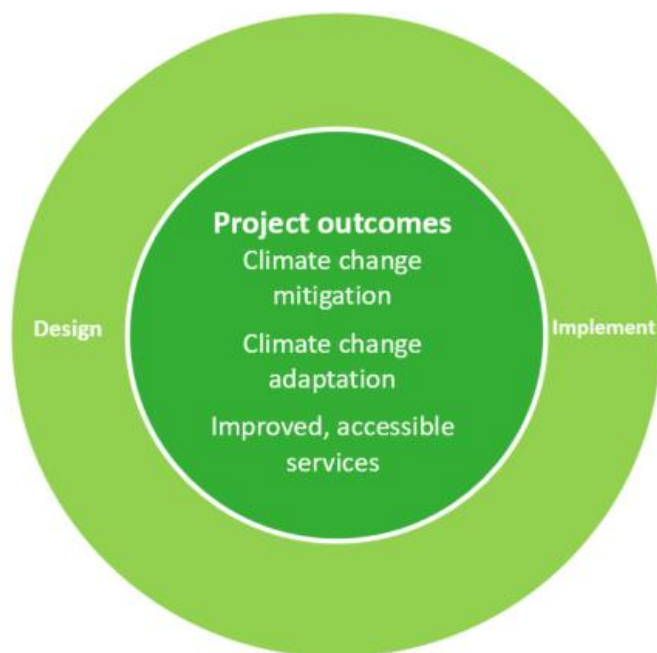 Project outcomes
Climate change
mitigation
Design
Implement
Climate change
adaptation
Improved, accessible
services